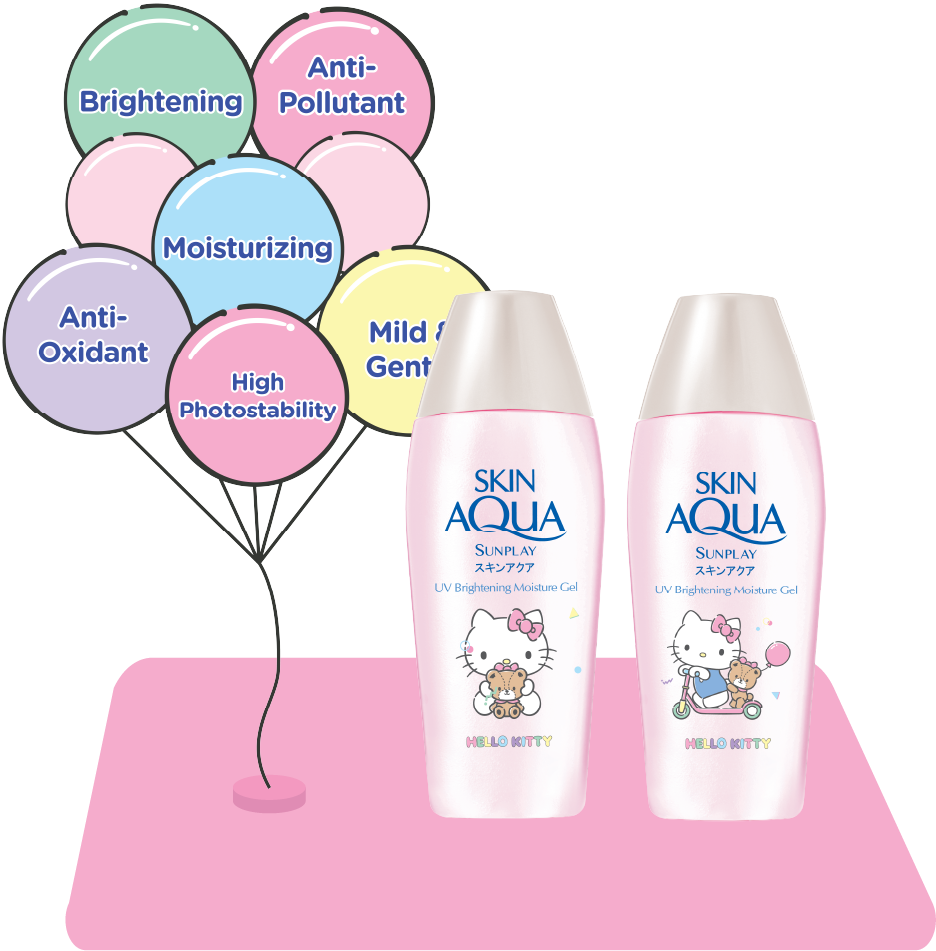 Brightening
Anti-
Pollutant
Moisturizing
Anti-
Oxidant
High
Photostability
Mild &
Gent
SKIN
AQUA
SUNPLAY
スキンアクア
UV Brightening Moisture Gel
HELLO KITTY
SKIN
AQUA
SUNPLAY
スキンアクア
UV Brightening Moisture Gel
HELLO KITTY